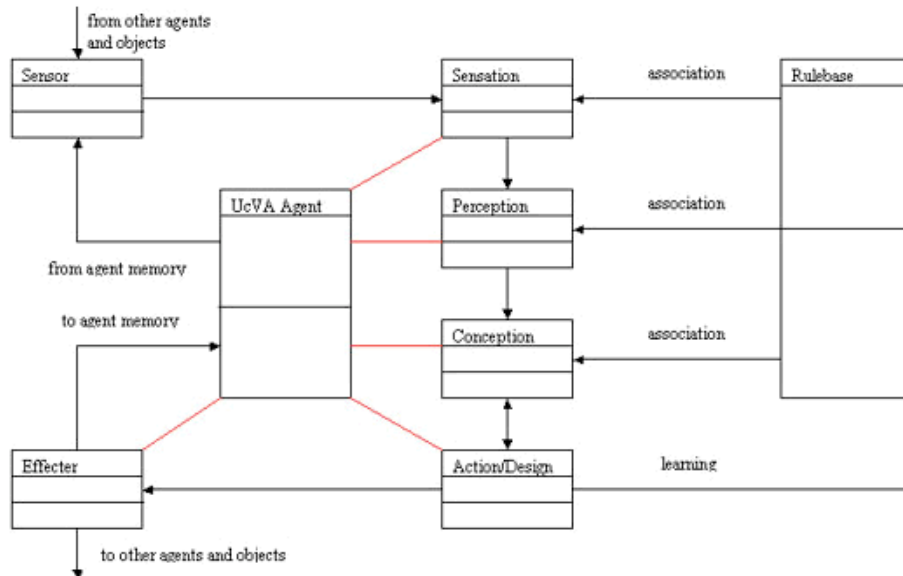 from other agents
and objects
Sensor
Sensation
association
Rulebase
UcVA Agent
Perception
association
from agent memory
to agent memory
Conception
association
Effecter
Action/Design
learning
to other agents and objects